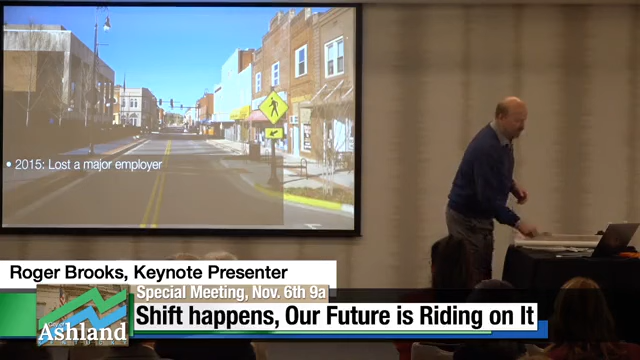 • 2015: Lost a major employer
Roger Brooks, Keynote Presenter
Special Meeting, Nov. 6th 9a
Shift happens, Our Future is Riding on It
Ashland